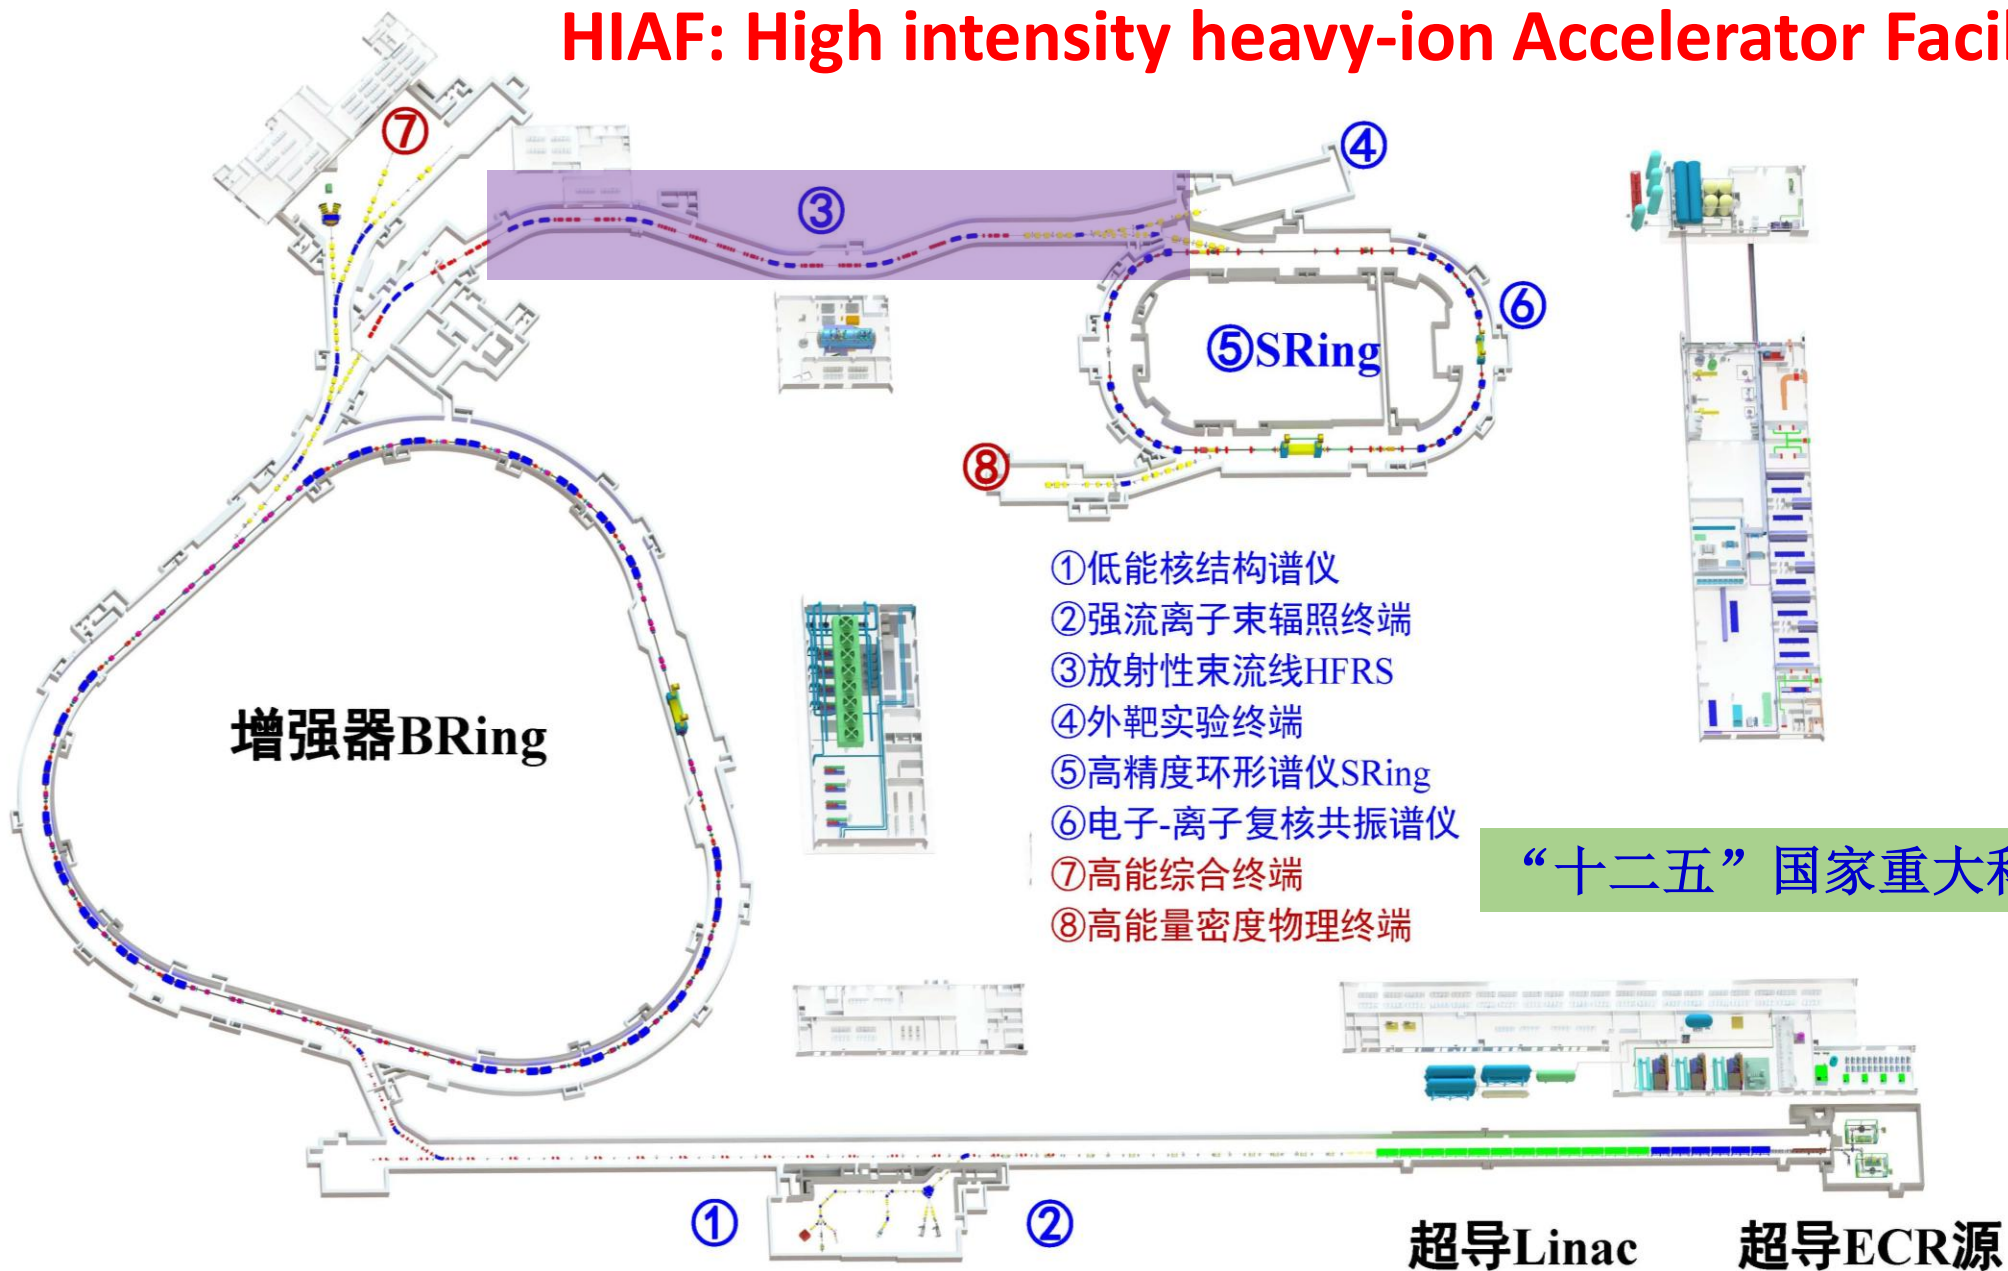 HIAF: High intensity heavy-ion Accelerator Facil
⑦
④
③
⑥
⑤SRing
⑧
①低能核结构谱仪
②强流离子束辐照终端
③放射性束流线HFRS
④外靶实验终端
⑤高精度环形谱仪SRing
⑥电子-离子复核共振谱仪
⑦高能综合终端
⑧高能量密度物理终端
增强器BRing
“十二五”国家重大科
①
②
超导Linac
超导ECR源